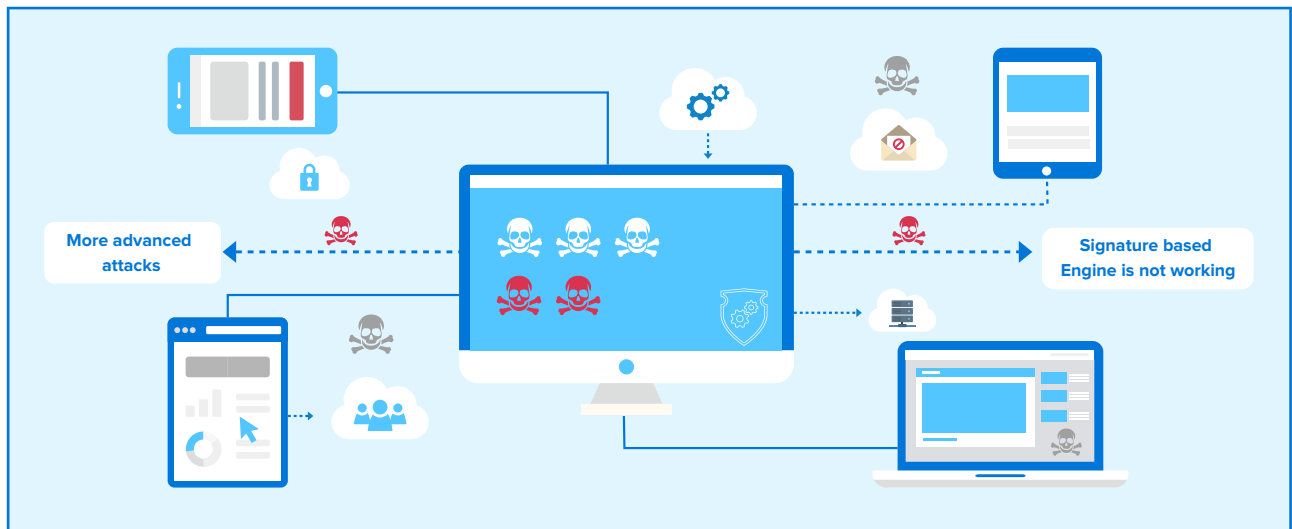 More advanced
attacks
Signature based
Engine is not working